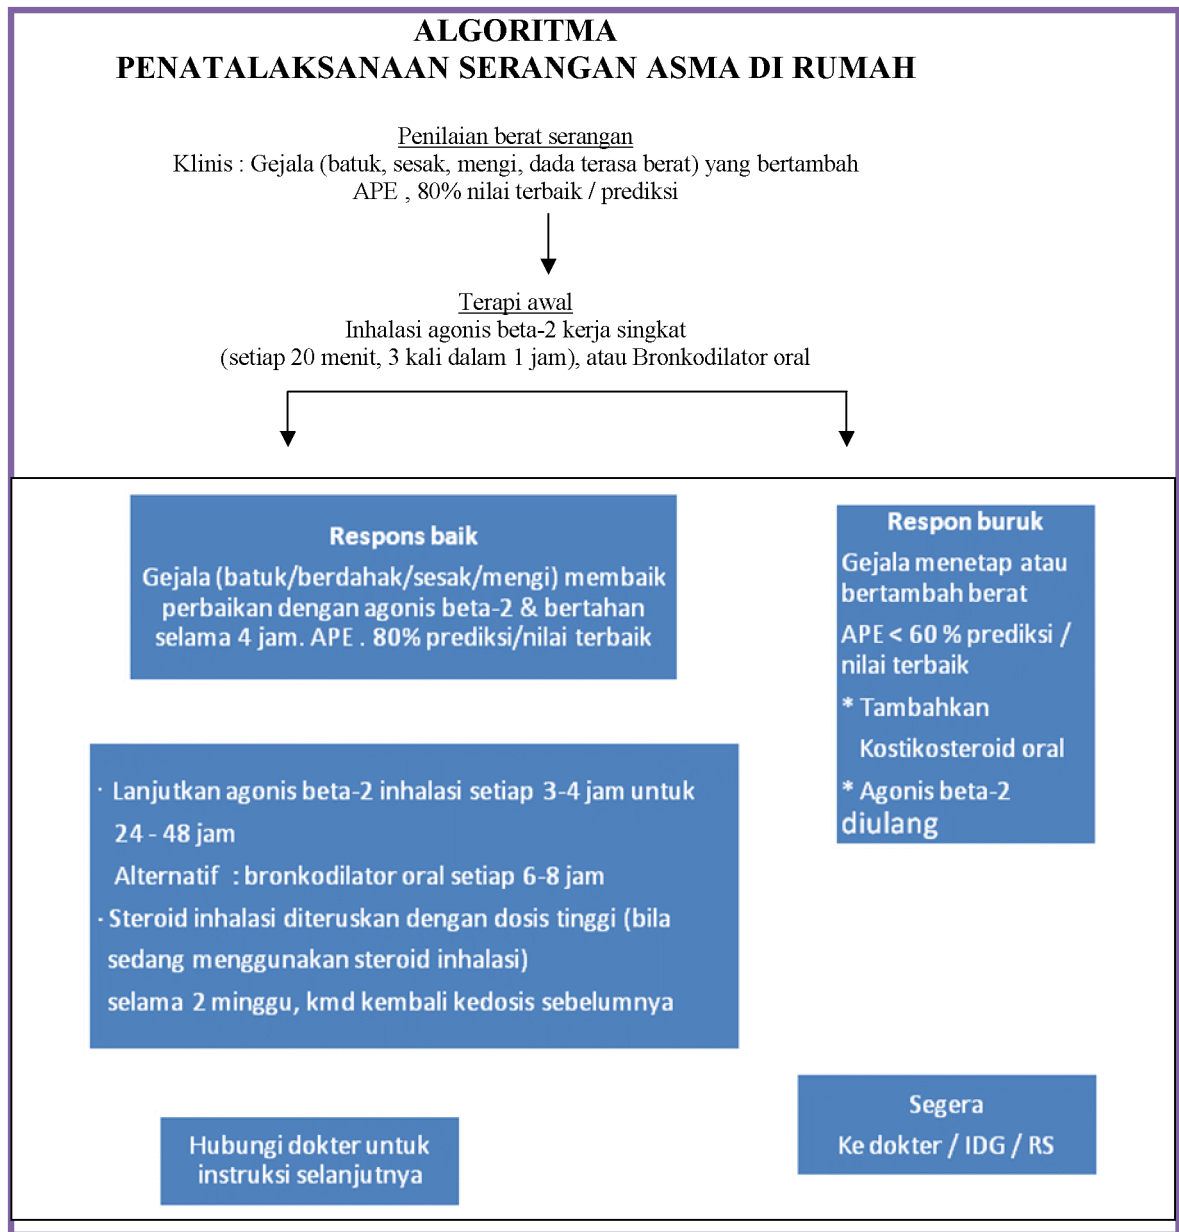 ALGORITMA
PENATALAKSANAAN SERANGAN ASMA DI RUMAH
Penilaian berat serangan
Klinis : Gejala (batuk, sesak, mengi, dada terasa berat) yang bertambah
APE , 80% nilai terbaik / prediksi
Terapi awal
Inhalasi agonis beta-2 kerja singkat
(setiap 20 menit, 3 kali dalam 1 jam), atau Bronkodilator oral
Respons baik
Gejala (batuk/berdahak/sesak/mengi) membaik
perbaikan dengan agonis beta-2 & bertahan
selama 4 jam. APE . 80% prediksi/nilai terbaik
Respon buruk
Gejala menetap atau
bertambah berat
APE < 60 % prediksi /
nilai terbaik
* Tambahkan
Kostikosteroid oral
* Agonis beta-2
diulang
· Lanjutkan agonis beta-2 inhalasi setiap 3-4 jam untuk
24 - 48 jam
Alternatif : bronkodilator oral setiap 6-8 jam
· Steroid inhalasi diteruskan dengan dosis tinggi (bila
sedang menggunakan steroid inhalasi)
selama 2 minggu, kmd kembali kedosis sebelumnya
Hubungi dokter untuk
instruksi selanjutnya
Segera
Ke dokter / IDG / RS